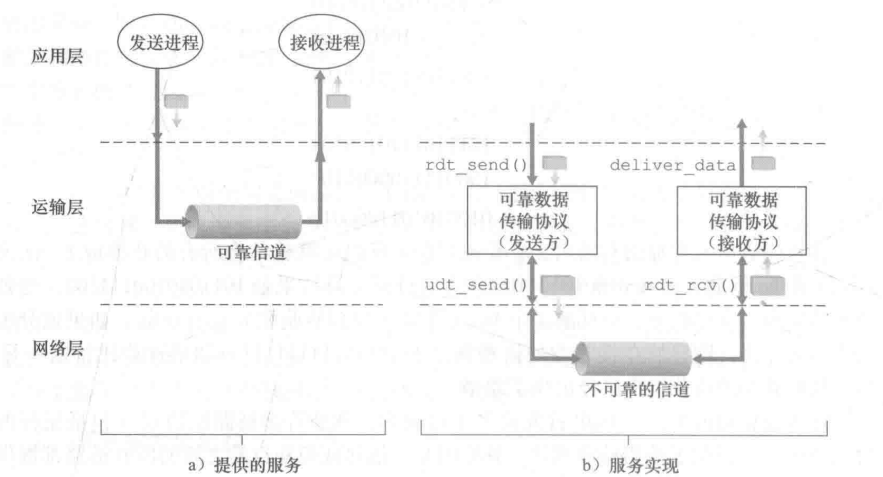 应用层
发送进程
接收进程
rdt_send()
deliver_data
运输层
可靠信道
可靠数据
传输协议
（发送方）
可靠数据
传输协议
（接收方）
udt_send()
rdt_rcv()
网络层
不可靠的信道
a）提供的服务
b）服务实现